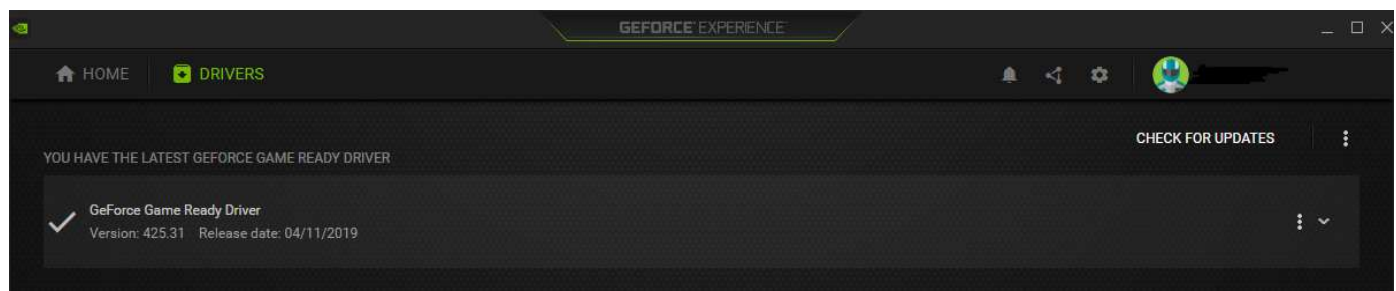 GEFORCE EXPERIENCE
HOME DRIVERS
CHECK FOR UPDATES
YOU HAVE THE LATEST GEFORCE GAME READY DRIVER
GeForce Game Ready Driver
Version: 425.31 Release date: 04/11/2019